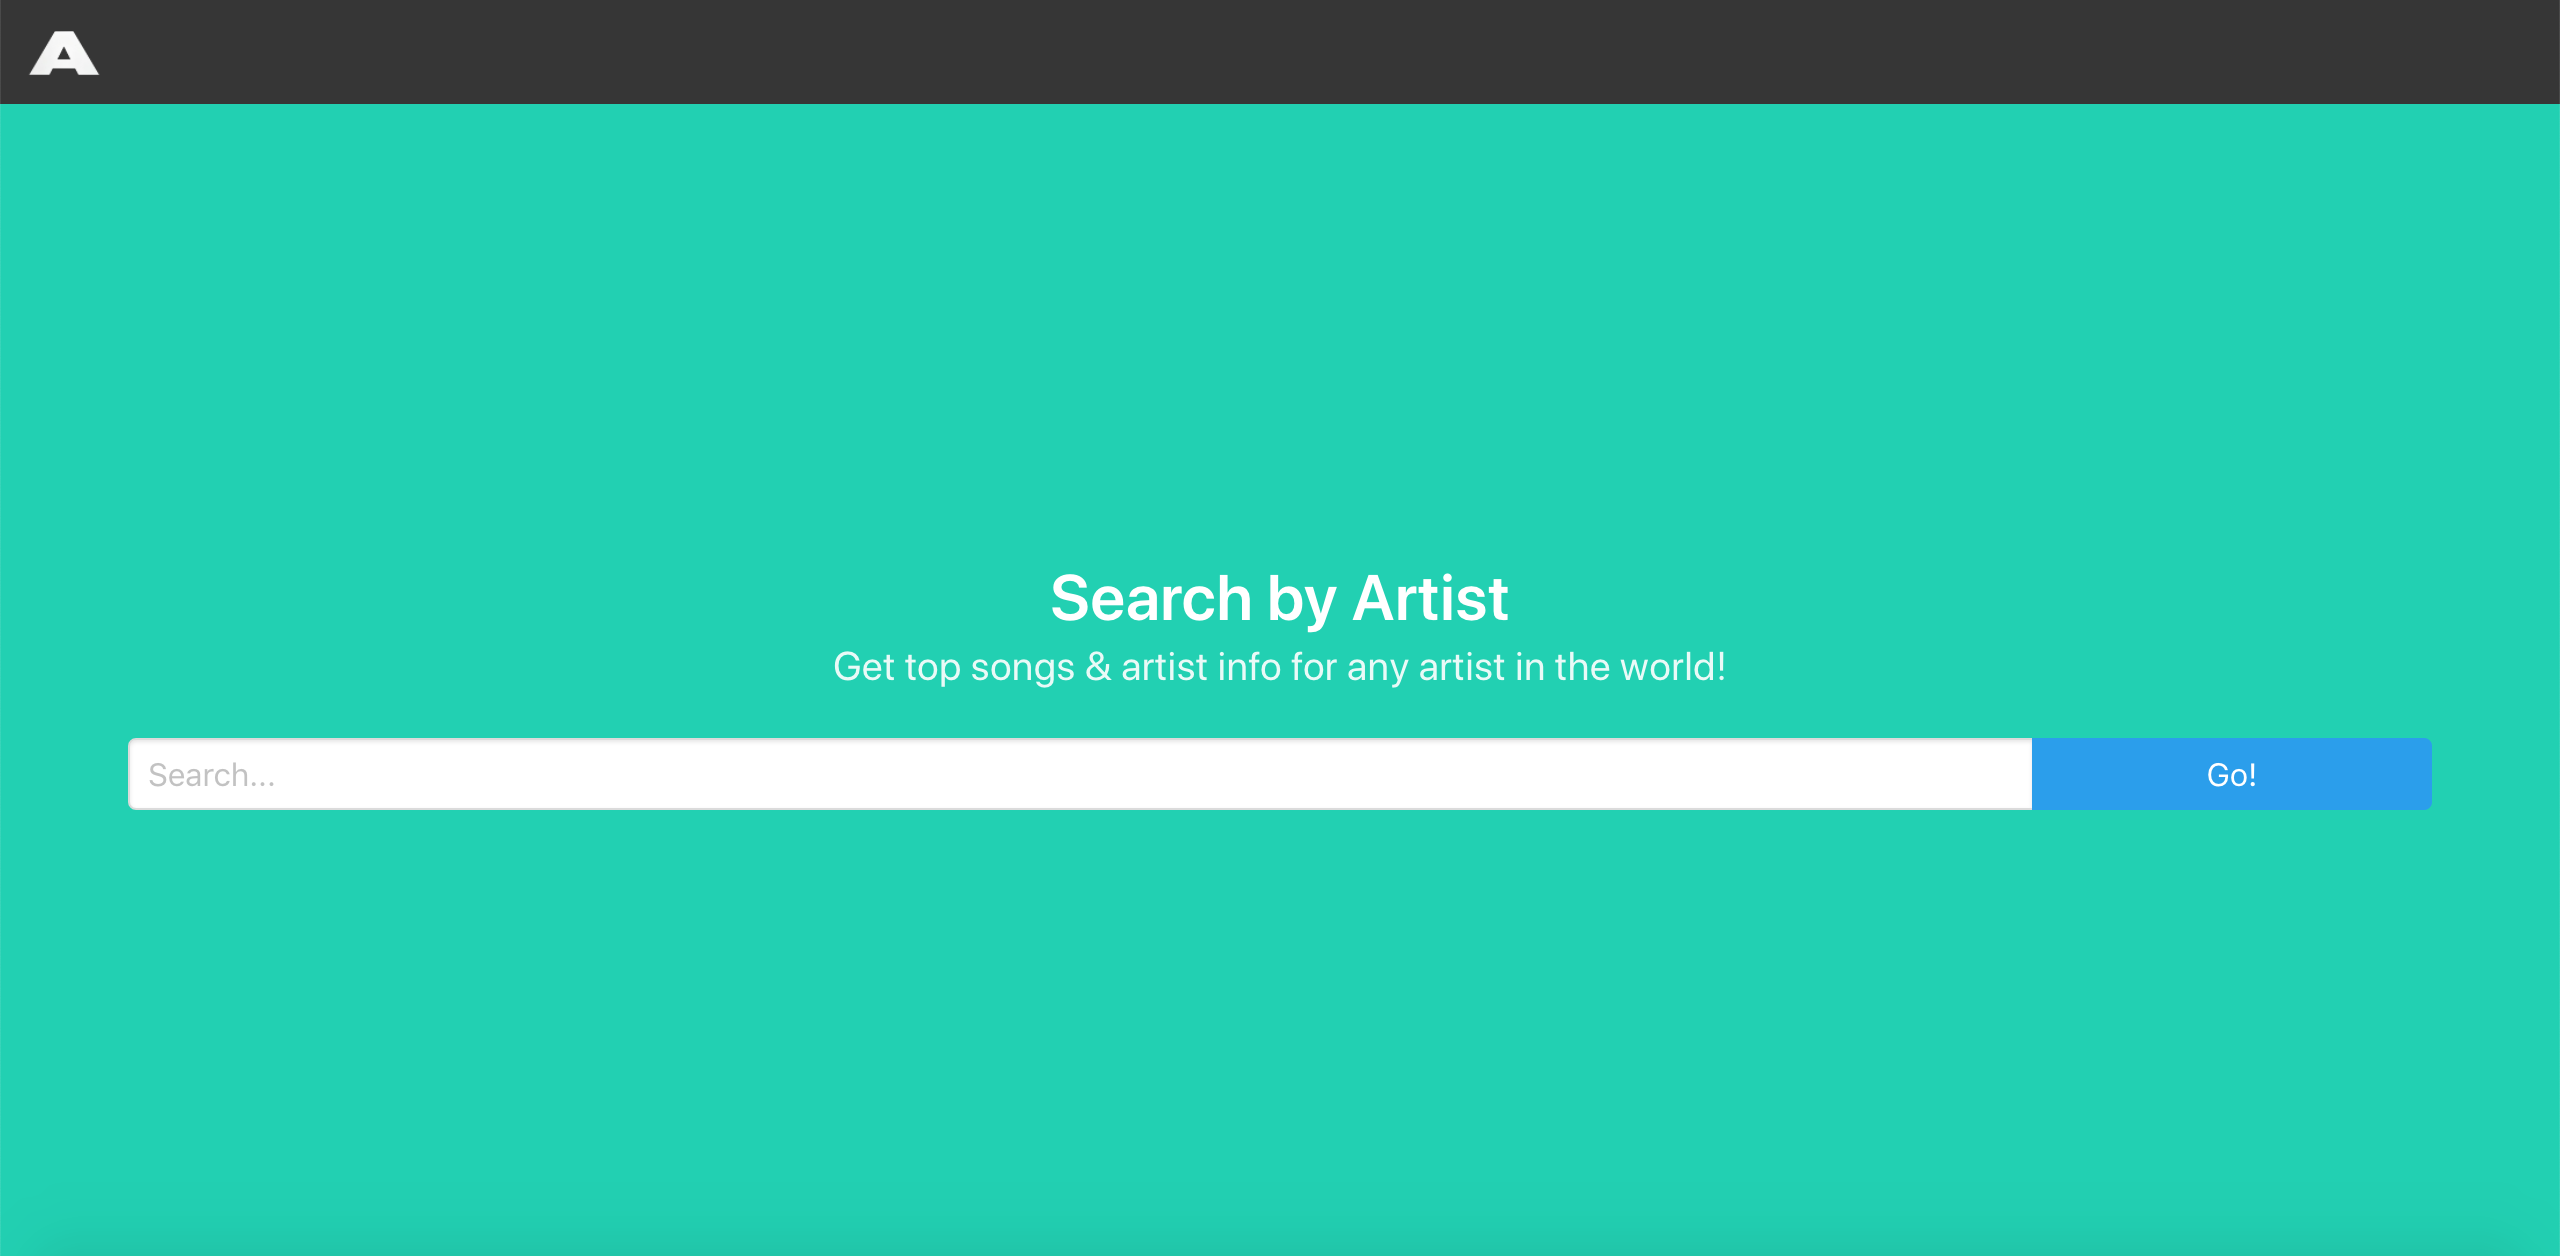 A
Search by Artist
Get top songs & artist info for any artist in the world!
Search...
Go!